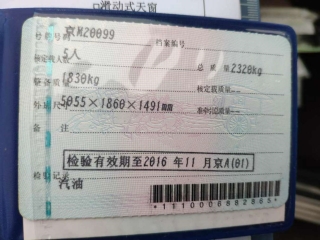 □滑动式天窗
号牌号码 京N20099 档案编号
核定载人数 5人 总质量 2320kg
整备质量 1830kg 核定载质量 --
外廓尺寸 5055×1860×1491mm 准牵引总质量 --
备注
检验有效期至2016年11月京A(01)
检验记录
汽油
*1110008882865*